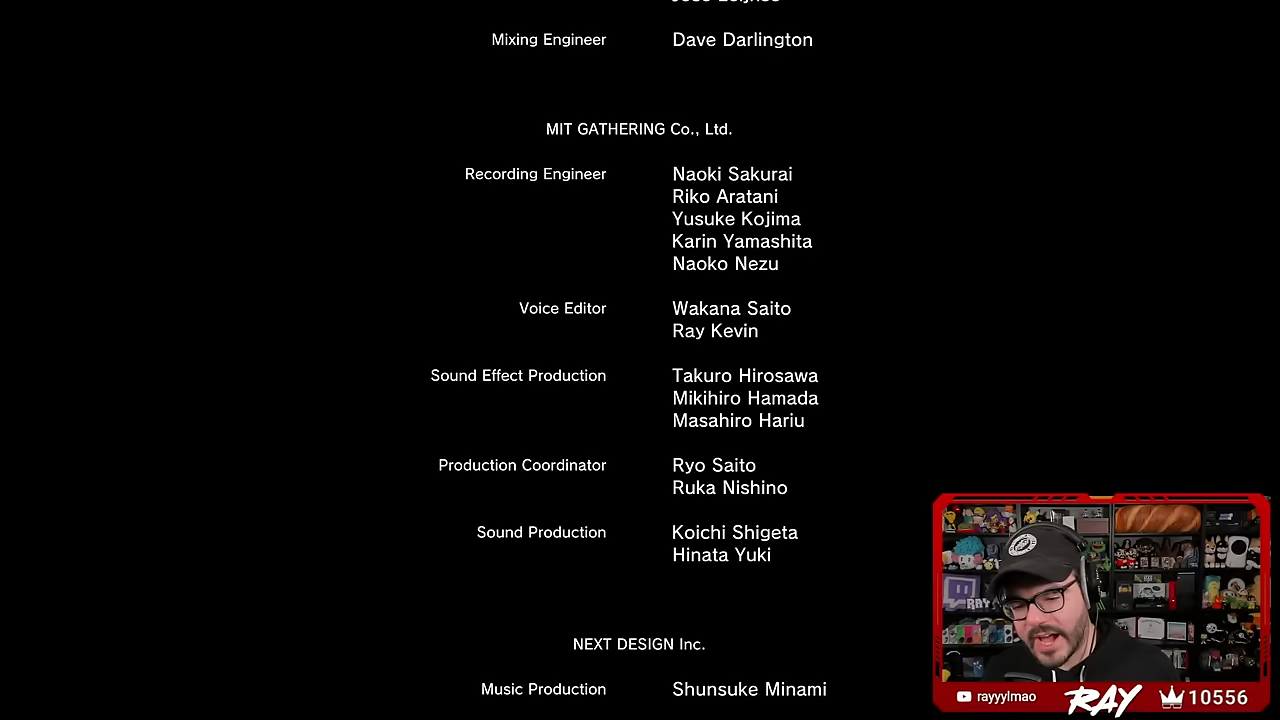 Mixing Engineer Dave Darlington
MIT GATHERING Co., Ltd.
Recording Engineer Naoki Sakurai
Riko Aratani
Yusuke Kojima
Karin Yamashita
Naoko Nezu
Voice Editor Wakana Saito
Ray Kevin
Sound Effect Production Takuro Hirosawa
Mikihiro Hamada
Masahiro Hariu
Production Coordinator Ryo Saito
Ruka Nishino
Sound Production Koichi Shigeta
Hinata Yuki
NEXT DESIGN Inc.
Music Production Shunsuke Minami
RAY
rayyylmao RAY 10556